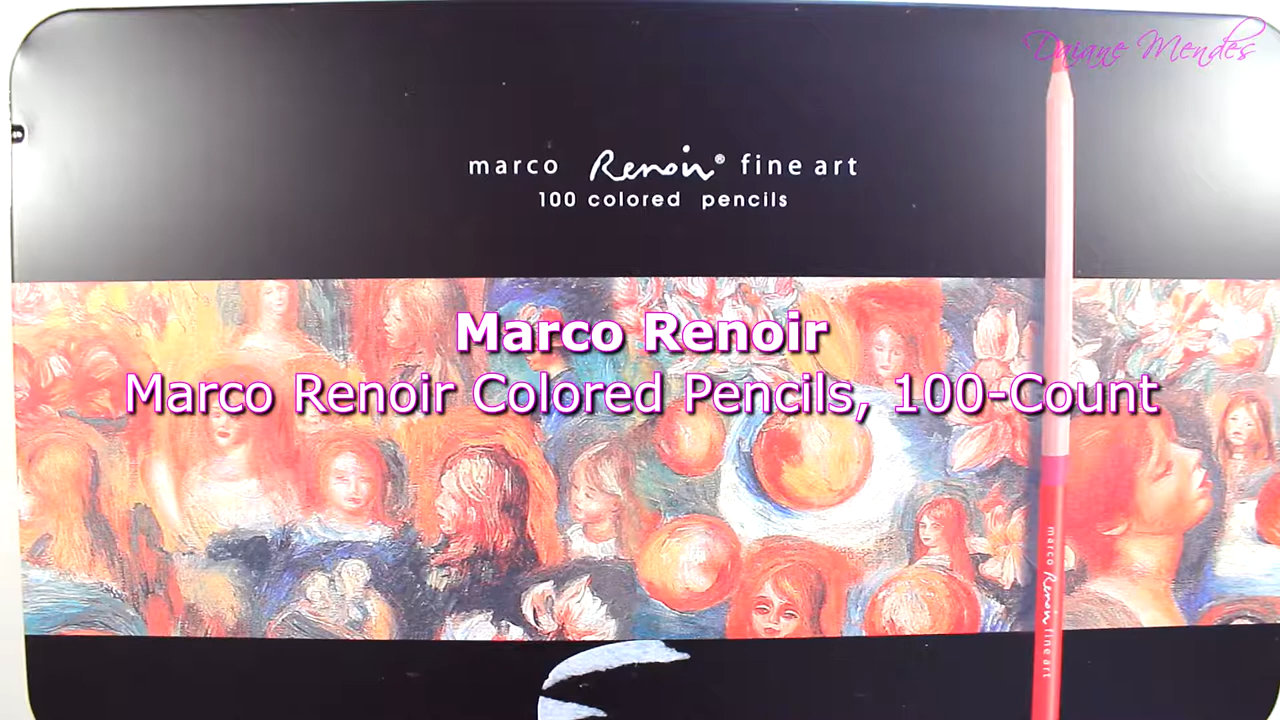 Daiane Mendes
marco Renoir® fine art
100 colored pencils
Marco Renoir
Marco Renoir Colored Pencils, 100-Count
marco Renoir fine art